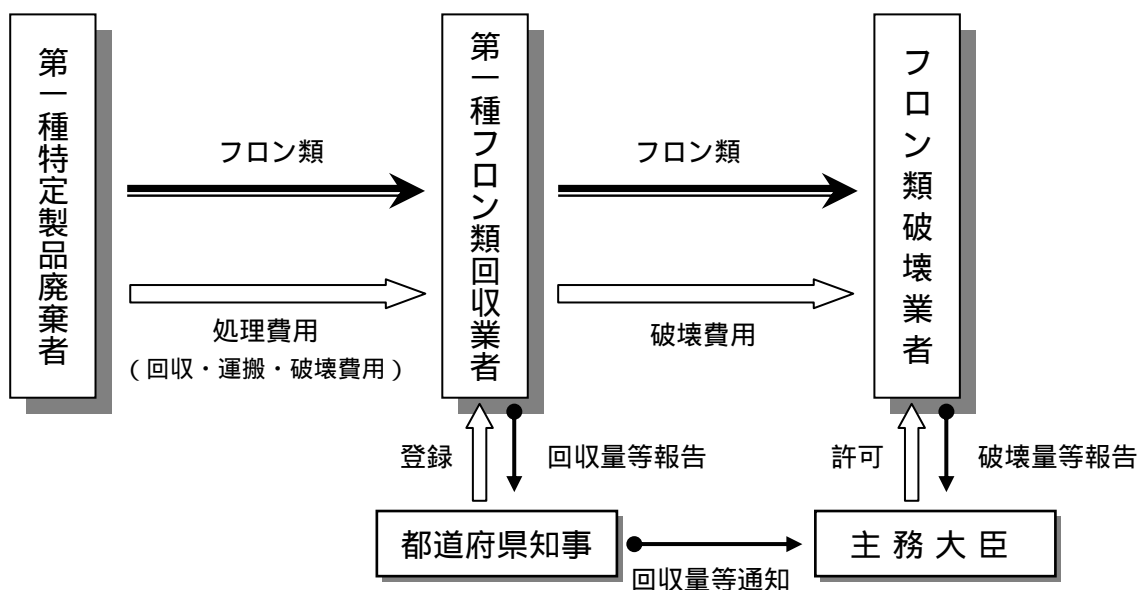 第一種特定製品廃棄者
フロン類
処理費用
（回収・運搬・破壊費用）
第一種フロン類回収業者
フロン類
破壊費用
フロン類破壊業者
登録
回収量等報告
許可
破壊量等報告
都道府県知事
回収量等通知
主務大臣